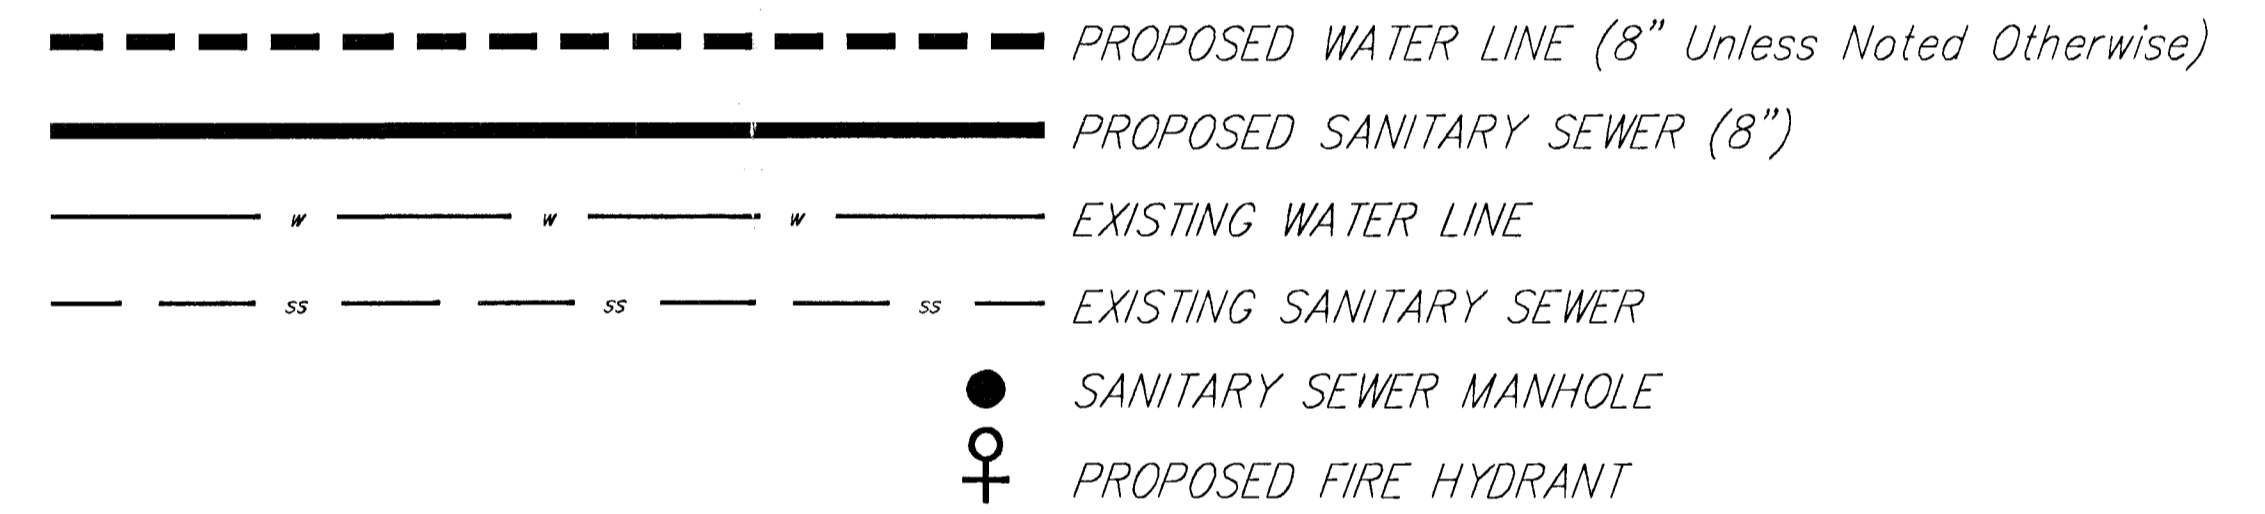 PROPOSED WATER LINE (8" Unless Noted Otherwise)
PROPOSED SANITARY SEWER (8")
W W W EXISTING WATER LINE
SS SS SS EXISTING SANITARY SEWER
SANITARY SEWER MANHOLE
PROPOSED FIRE HYDRANT